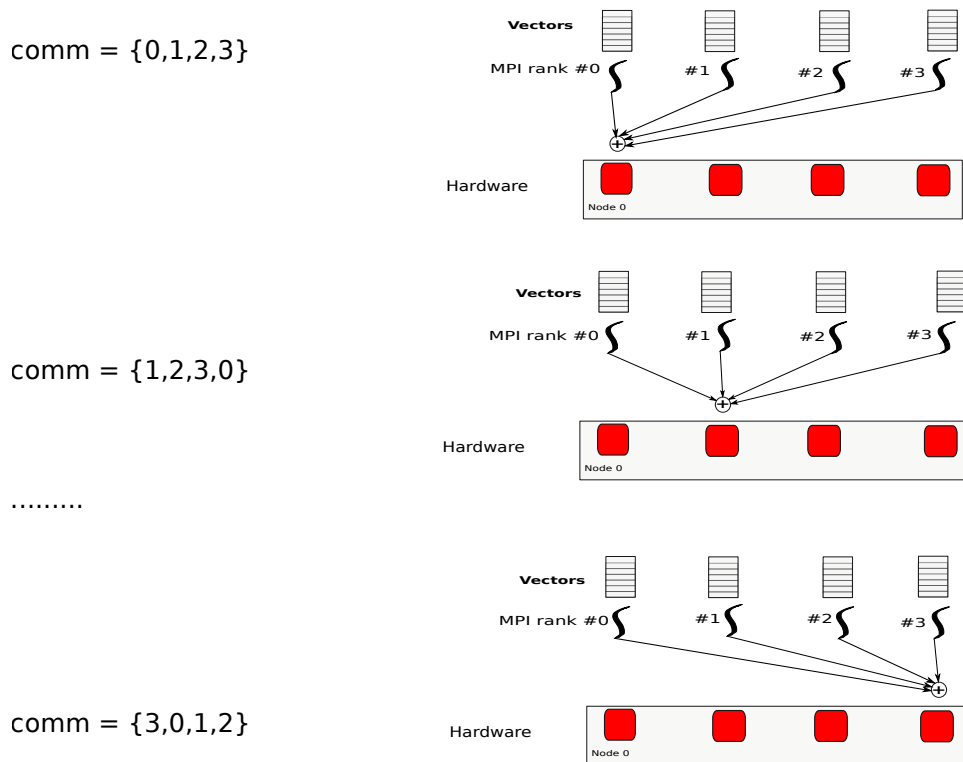 comm = {0,1,2,3}
Vectors
MPI rank #0 #1 #2 #3
+
Hardware
Node 0
comm = {1,2,3,0}
Vectors
MPI rank #0 #1 #2 #3
+
Hardware
Node 0
.........
comm = {3,0,1,2}
Vectors
MPI rank #0 #1 #2 #3
+
Hardware
Node 0